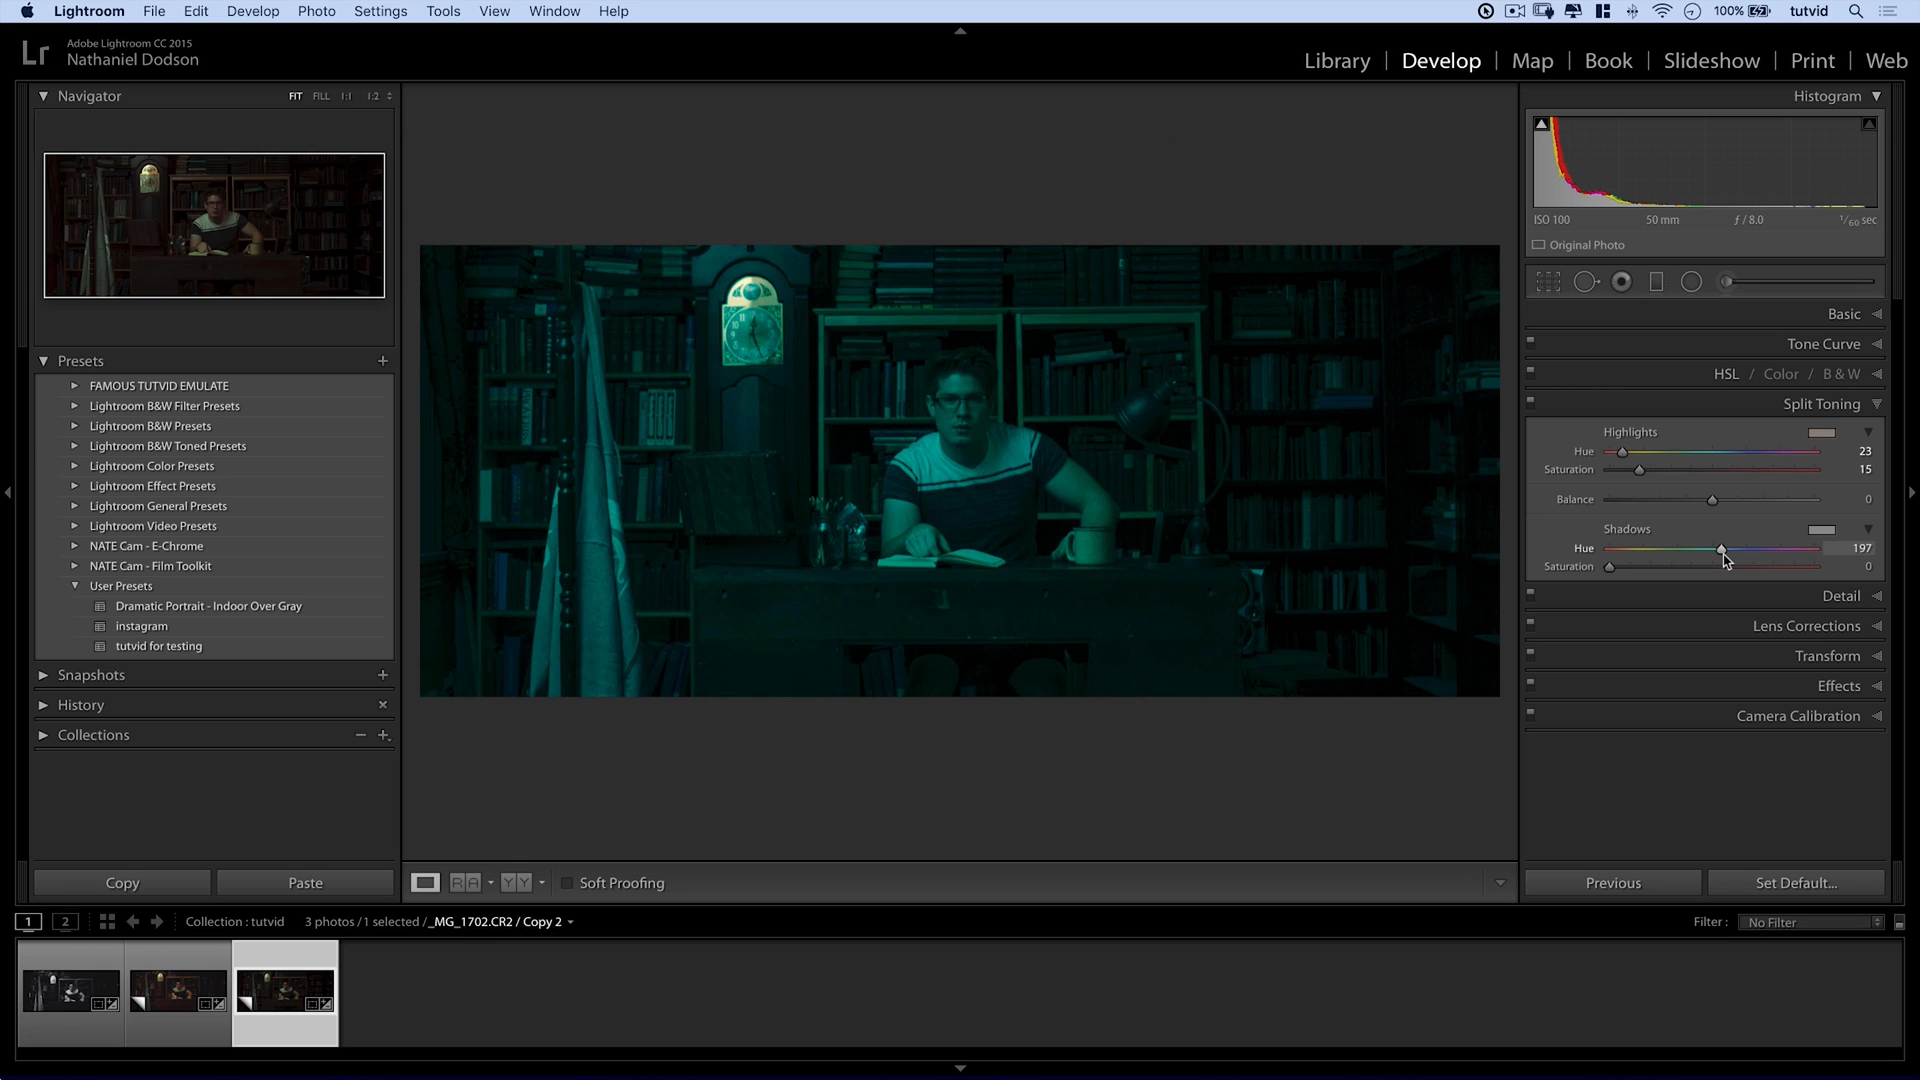 Lightroom File Edit Develop Photo Settings Tools View Window Help 100% tutvid
Lr Adobe Lightroom CC 2015
Nathaniel Dodson
Library | Develop | Map | Book | Slideshow | Print | Web
Navigator FIT FILL 1:1 1:2
Histogram
ISO 100 50 mm ƒ / 8.0 1/60 sec
Original Photo
Basic
Tone Curve
HSL / Color / B & W
Split Toning
Highlights
Hue 23
Saturation 15
Balance 0
Shadows
Hue 197
Saturation 0
Detail
Lens Corrections
Transform
Effects
Camera Calibration
Presets +
FAMOUS TUTVID EMULATE
Lightroom B&W Filter Presets
Lightroom B&W Presets
Lightroom B&W Toned Presets
Lightroom Color Presets
Lightroom Effect Presets
Lightroom General Presets
Lightroom Video Presets
NATE Cam - E-Chrome
NATE Cam - Film Toolkit
User Presets
Dramatic Portrait - Indoor Over Gray
instagram
tutvid for testing
Snapshots +
History ×
Collections − +
Copy Paste
R A Y Y Soft Proofing
Previous Set Default...
1 2 Collection : tutvid 3 photos / 1 selected / _MG_1702.CR2 / Copy 2
Filter : No Filter